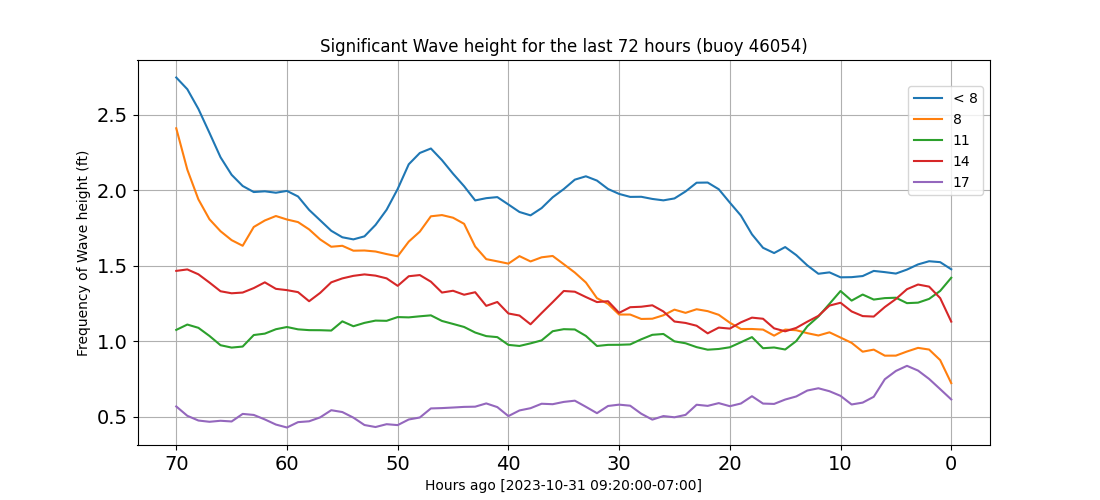 Significant Wave height for the last 72 hours (buoy 46054)
Frequency of Wave height (ft)
2.5
2.0
1.5
1.0
0.5
< 8
8
11
14
17
70 60 50 40 30 20 10 0
Hours ago [2023-10-31 09:20:00-07:00]